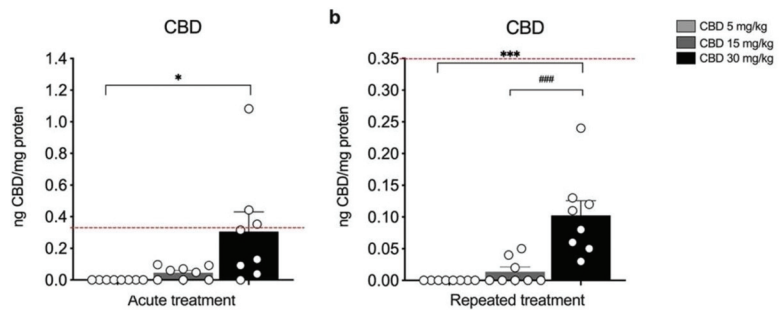 CBD
1.4
1.2
1.0
0.8
0.6
0.4
0.2
0.0
ng CBD/mg proten
*
Acute treatment
b
CBD
0.35
0.30
0.25
0.20
0.15
0.10
0.05
0.00
ng CBD/mg proten
***
###
Repeated treatment
CBD 5 mg/kg
CBD 15 mg/kg
CBD 30 mg/kg